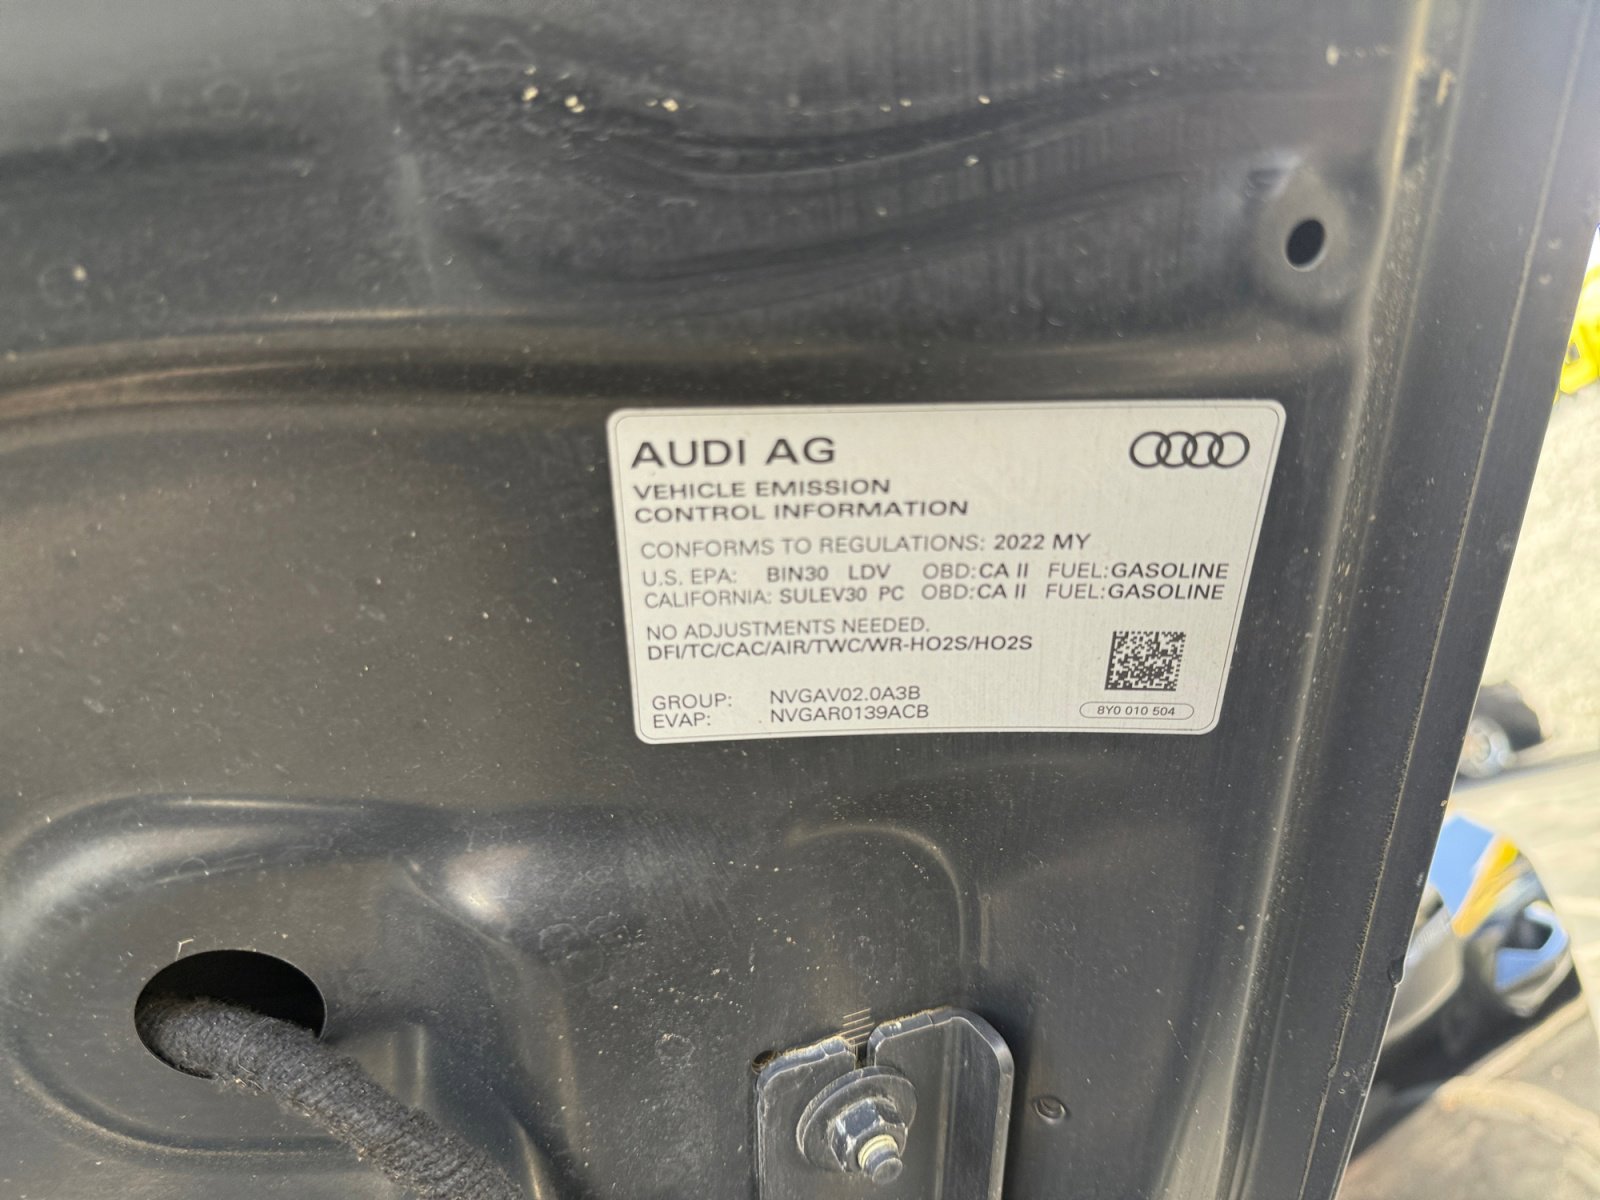 AUDI AG
VEHICLE EMISSION
CONTROL INFORMATION
CONFORMS TO REGULATIONS: 2022 MY
U.S. EPA: BIN30 LDV OBD:CA II FUEL:GASOLINE
CALIFORNIA: SULEV30 PC OBD:CA II FUEL:GASOLINE
NO ADJUSTMENTS NEEDED.
DFI/TC/CAC/AIR/TWC/WR-HO2S/HO2S
GROUP: NVGAV02.0A3B
EVAP: NVGAR0139ACB
8Y0 010 504